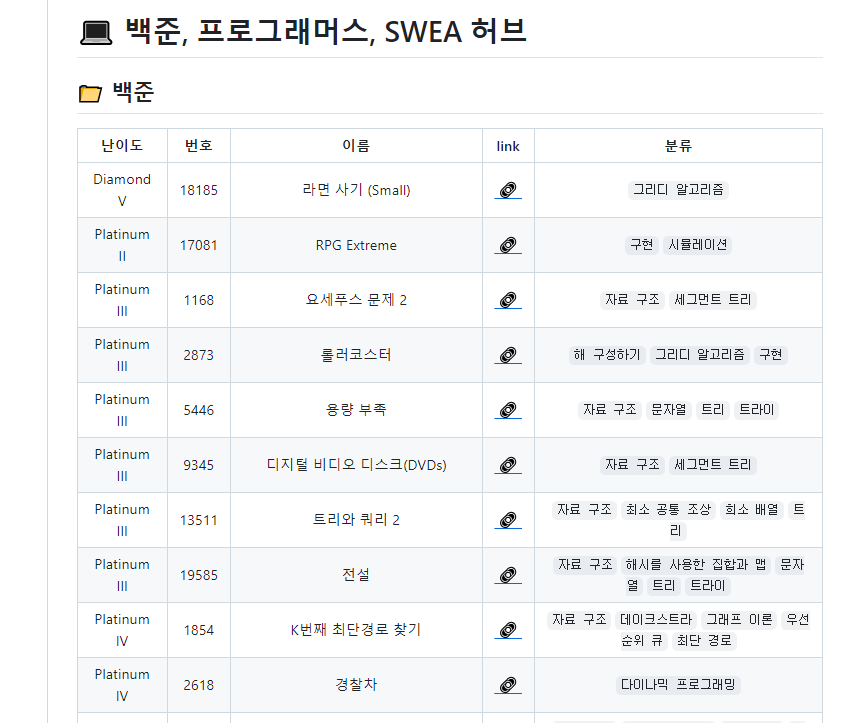 백준, 프로그래머스, SWEA 허브
백준
난이도 번호 이름 link 분류
Diamond V 18185 라면 사기 (Small) 그리디 알고리즘
Platinum II 17081 RPG Extreme 구현 시뮬레이션
Platinum III 1168 요세푸스 문제 2 자료 구조 세그먼트 트리
Platinum III 2873 롤러코스터 해 구성하기 그리디 알고리즘 구현
Platinum III 5446 용량 부족 자료 구조 문자열 트리 트라이
Platinum III 9345 디지털 비디오 디스크(DVDs) 자료 구조 세그먼트 트리
Platinum III 13511 트리와 쿼리 2 자료 구조 최소 공통 조상 희소 배열 트리
Platinum III 19585 전설 자료 구조 해시를 사용한 집합과 맵 문자열 트리 트라이
Platinum IV 1854 K번째 최단경로 찾기 자료 구조 데이크스트라 그래프 이론 우선순위 큐 최단 경로
Platinum IV 2618 경찰차 다이나믹 프로그래밍